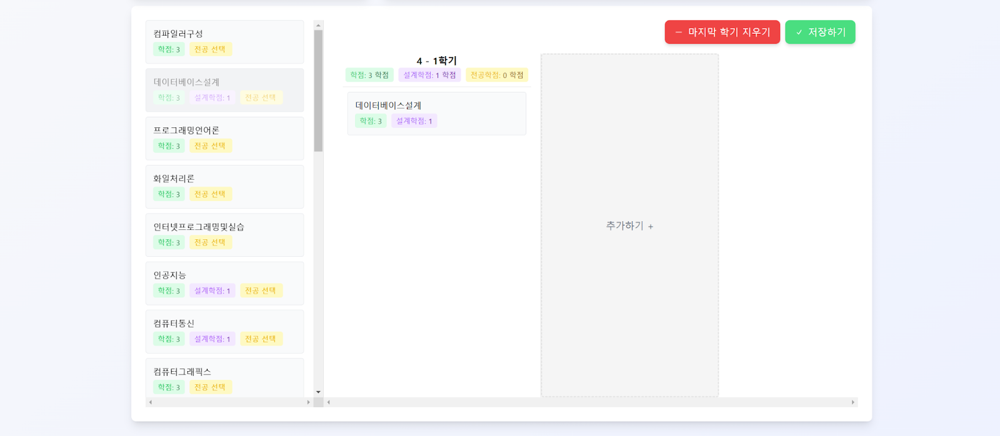 컴파일러구성
학점: 3 전공 선택
데이터베이스설계
학점: 3 설계학점: 1 전공 선택
프로그래밍언어론
학점: 3 전공 선택
화일처리론
학점: 3 전공 선택
인터넷프로그래밍및실습
학점: 3 전공 선택
인공지능
학점: 3 설계학점: 1 전공 선택
컴퓨터통신
학점: 3 설계학점: 1 전공 선택
컴퓨터그래픽스
학점: 3 전공 선택
− 마지막 학기 지우기 ✓ 저장하기
4 - 1학기
학점: 3 학점 설계학점: 1 학점 전공학점: 0 학점
데이터베이스설계
학점: 3 설계학점: 1
추가하기 +